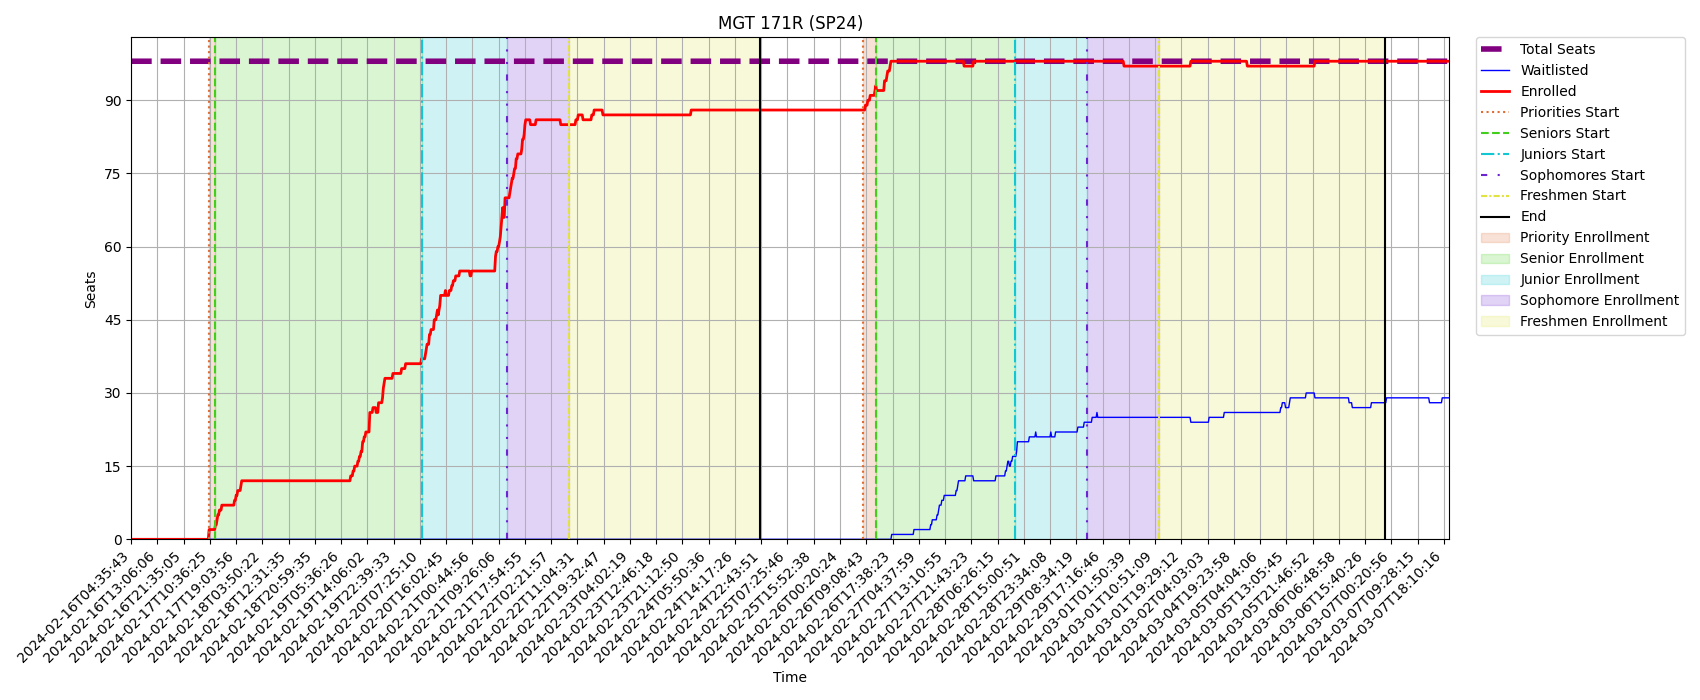 MGT 171R (SP24)
Seats
90
75
60
45
30
15
0
2024-02-16T04:35:43
2024-02-16T13:06:06
2024-02-16T21:35:05
2024-02-17T10:36:25
2024-02-17T19:03:56
2024-02-18T03:50:22
2024-02-18T12:31:35
2024-02-18T20:59:35
2024-02-19T05:36:26
2024-02-19T14:06:02
2024-02-19T22:39:33
2024-02-20T07:25:10
2024-02-20T16:02:45
2024-02-21T00:44:56
2024-02-21T09:26:06
2024-02-21T17:54:55
2024-02-22T02:21:57
2024-02-22T11:04:31
2024-02-22T19:32:47
2024-02-23T04:02:19
2024-02-23T12:46:18
2024-02-23T21:12:50
2024-02-24T05:50:36
2024-02-24T14:17:26
2024-02-24T22:43:51
2024-02-25T07:25:46
2024-02-25T15:52:38
2024-02-26T00:20:24
2024-02-26T09:08:43
2024-02-26T17:38:23
2024-02-27T04:37:59
2024-02-27T13:10:55
2024-02-27T21:43:23
2024-02-28T06:26:15
2024-02-28T15:00:51
2024-02-28T23:34:08
2024-02-29T08:34:19
2024-02-29T17:16:46
2024-03-01T01:50:39
2024-03-01T10:51:09
2024-03-01T19:29:12
2024-03-02T04:03:03
2024-03-04T19:23:58
2024-03-05T04:04:06
2024-03-05T13:05:45
2024-03-05T21:46:52
2024-03-06T06:48:58
2024-03-06T15:40:26
2024-03-07T00:20:56
2024-03-07T09:28:15
2024-03-07T18:10:16
Time
Total Seats
Waitlisted
Enrolled
Priorities Start
Seniors Start
Juniors Start
Sophomores Start
Freshmen Start
End
Priority Enrollment
Senior Enrollment
Junior Enrollment
Sophomore Enrollment
Freshmen Enrollment